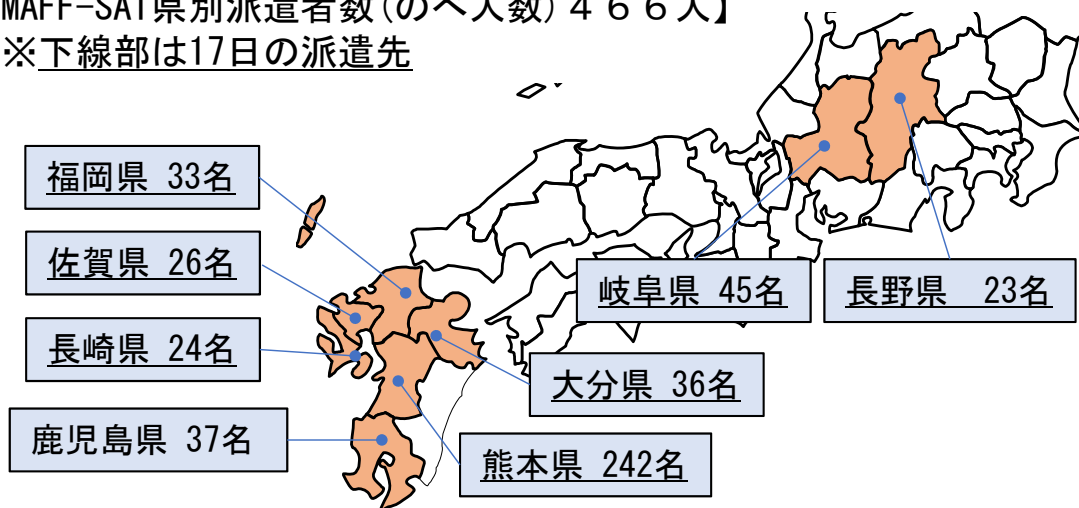 MAFF-SAT県別派遣者数(のべ人数)４６６人】
※下線部は17日の派遣先
福岡県 33名
佐賀県 26名
岐阜県 45名
長野県 23名
長崎県 24名
大分県 36名
鹿児島県 37名
熊本県 242名